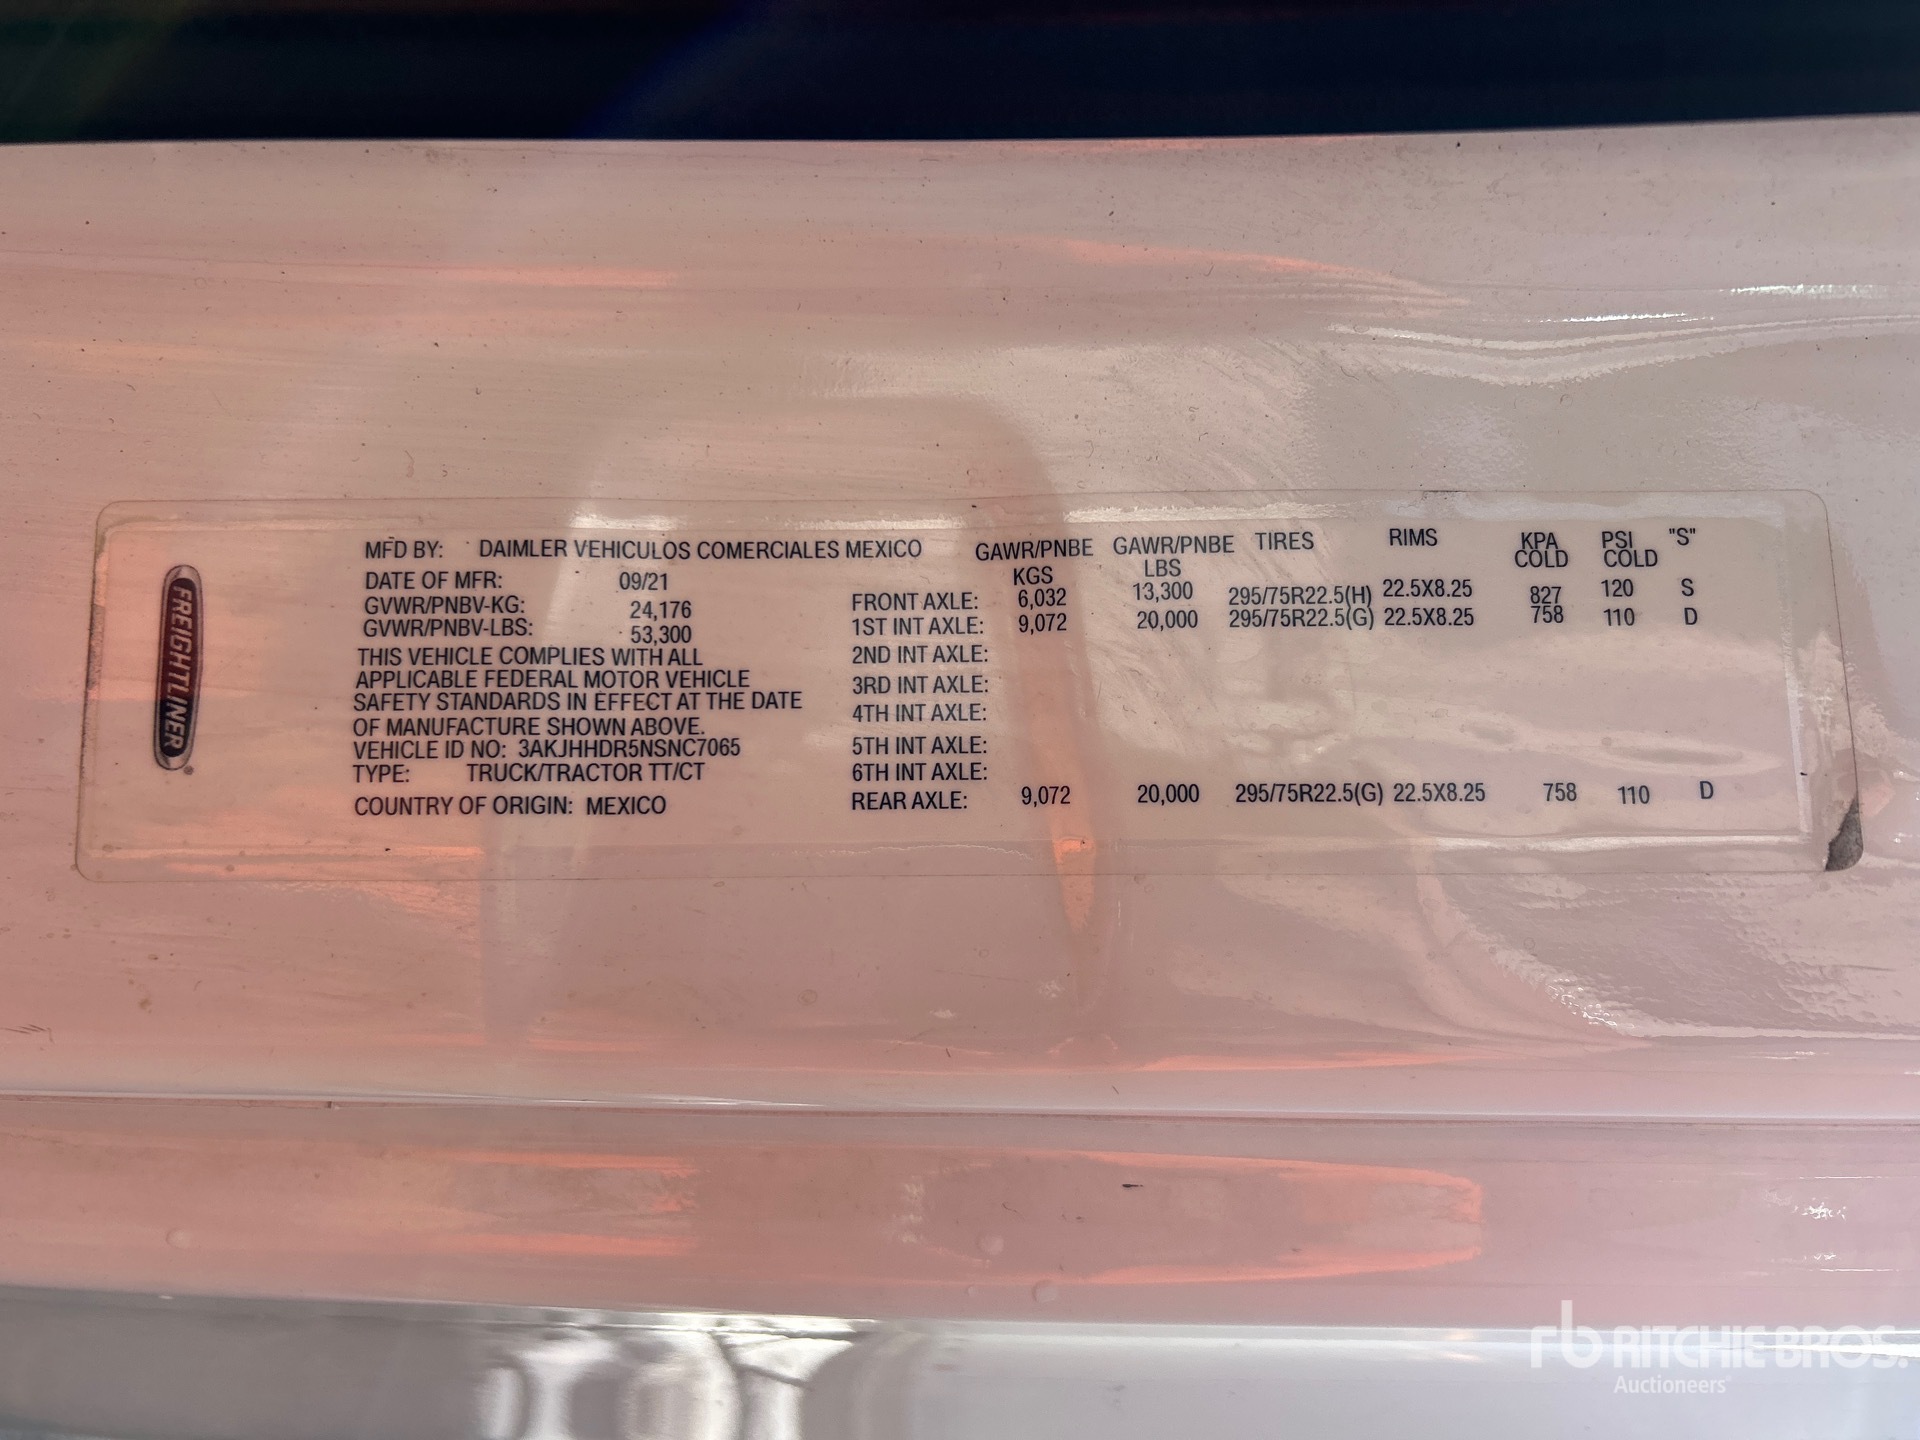 FREIGHTLINER
MFD BY: DAIMLER VEHICULOS COMERCIALES MEXICO
DATE OF MFR: 09/21
GVWR/PNBV-KG: 24,176
GVWR/PNBV-LBS: 53,300
THIS VEHICLE COMPLIES WITH ALL
APPLICABLE FEDERAL MOTOR VEHICLE
SAFETY STANDARDS IN EFFECT AT THE DATE
OF MANUFACTURE SHOWN ABOVE.
VEHICLE ID NO: 3AKJHHDR5NSNC7065
TYPE: TRUCK/TRACTOR TT/CT
COUNTRY OF ORIGIN: MEXICO
GAWR/PNBE GAWR/PNBE TIRES RIMS KPA PSI "S"
KGS LBS COLD COLD
FRONT AXLE: 6,032 13,300 295/75R22.5(H) 22.5X8.25 827 120 S
1ST INT AXLE: 9,072 20,000 295/75R22.5(G) 22.5X8.25 758 110 D
2ND INT AXLE:
3RD INT AXLE:
4TH INT AXLE:
5TH INT AXLE:
6TH INT AXLE:
REAR AXLE: 9,072 20,000 295/75R22.5(G) 22.5X8.25 758 110 D
rb RITCHIE BROS.
Auctioneers